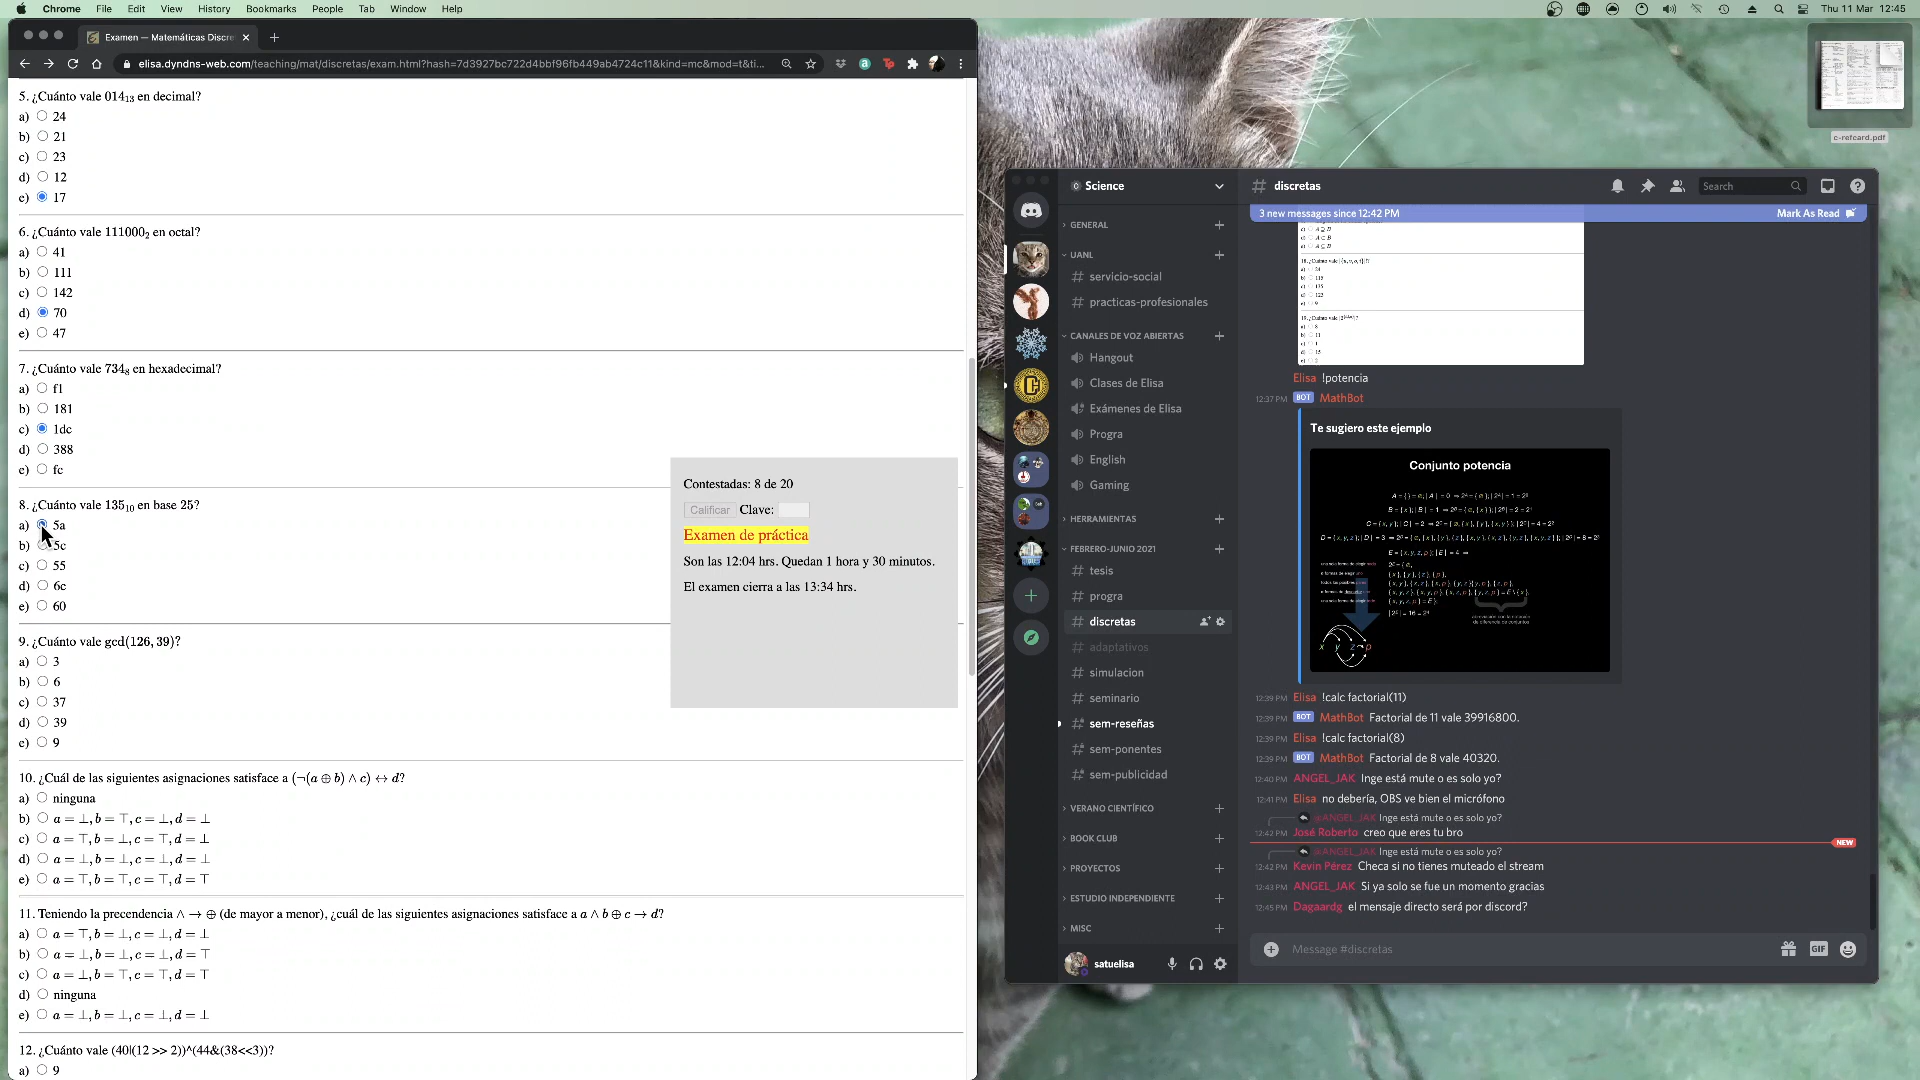 Chrome File Edit View History Bookmarks People Tab Window Help
Thu 11 Mar 12:45
Examen — Matemáticas Discre
elisa.dyndns-web.com/teaching/mat/discretas/exam.html?hash=7d3927bc722d4bbf96fb449ab4724c11&kind=mc&mod=t&ti...
5. ¿Cuánto vale 014₁₃ en decimal?
a) 24
b) 21
c) 23
d) 12
e) 17
6. ¿Cuánto vale 111000₂ en octal?
a) 41
b) 111
c) 142
d) 70
e) 47
7. ¿Cuánto vale 734₈ en hexadecimal?
a) f1
b) 181
c) 1dc
d) 388
e) fc
8. ¿Cuánto vale 135₁₀ en base 25?
a) 5a
b) 5c
c) 55
d) 6c
e) 60
9. ¿Cuánto vale gcd(126, 39)?
a) 3
b) 6
c) 37
d) 39
e) 9
10. ¿Cuál de las siguientes asignaciones satisface a (¬(a ⊕ b) ∧ c) ↔ d?
a) ninguna
b) a = ⊥, b = ⊤, c = ⊥, d = ⊥
c) a = ⊤, b = ⊥, c = ⊤, d = ⊥
d) a = ⊥, b = ⊥, c = ⊥, d = ⊥
e) a = ⊤, b = ⊤, c = ⊤, d = ⊤
11. Teniendo la precendencia ∧ → ⊕ (de mayor a menor), ¿cuál de las siguientes asignaciones satisface a a ∧ b ⊕ c → d?
a) a = ⊤, b = ⊥, c = ⊥, d = ⊥
b) a = ⊥, b = ⊥, c = ⊥, d = ⊤
c) a = ⊥, b = ⊤, c = ⊤, d = ⊤
d) ninguna
e) a = ⊥, b = ⊥, c = ⊥, d = ⊥
12. ¿Cuánto vale (40|(12 >> 2))^(44&(38<<3))?
a) 9
Contestadas: 8 de 20
Calificar Clave:
Examen de práctica
Son las 12:04 hrs. Quedan 1 hora y 30 minutos.
El examen cierra a las 13:34 hrs.
c-refcard.pdf
Science
GENERAL
UANL
servicio-social
practicas-profesionales
CANALES DE VOZ ABIERTAS
Hangout
Clases de Elisa
Exámenes de Elisa
Progra
English
Gaming
HERRAMIENTAS
FEBRERO-JUNIO 2021
tesis
progra
discretas
adaptativos
simulacion
seminario
sem-reseñas
sem-ponentes
sem-publicidad
VERANO CIENTÍFICO
BOOK CLUB
PROYECTOS
ESTUDIO INDEPENDIENTE
MISC
satuelisa
# discretas
Search
3 new messages since 12:42 PM
Mark As Read
Elisa !potencia
12:37 PM BOT MathBot
Te sugiero este ejemplo
Conjunto potencia
12:39 PM Elisa !calc factorial(11)
12:39 PM BOT MathBot Factorial de 11 vale 39916800.
12:39 PM Elisa !calc factorial(8)
12:39 PM BOT MathBot Factorial de 8 vale 40320.
12:40 PM ANGEL_JAK Inge está mute o es solo yo?
12:41 PM Elisa no debería, OBS ve bien el micrófono
@ANGEL_JAK Inge está mute o es solo yo?
12:42 PM José Roberto creo que eres tu bro
NEW
@ANGEL_JAK Inge está mute o es solo yo?
12:42 PM Kevin Pérez Checa si no tienes muteado el stream
12:43 PM ANGEL_JAK Si ya solo se fue un momento gracias
12:45 PM Dagaardg el mensaje directo será por discord?
Message #discretas
GIF